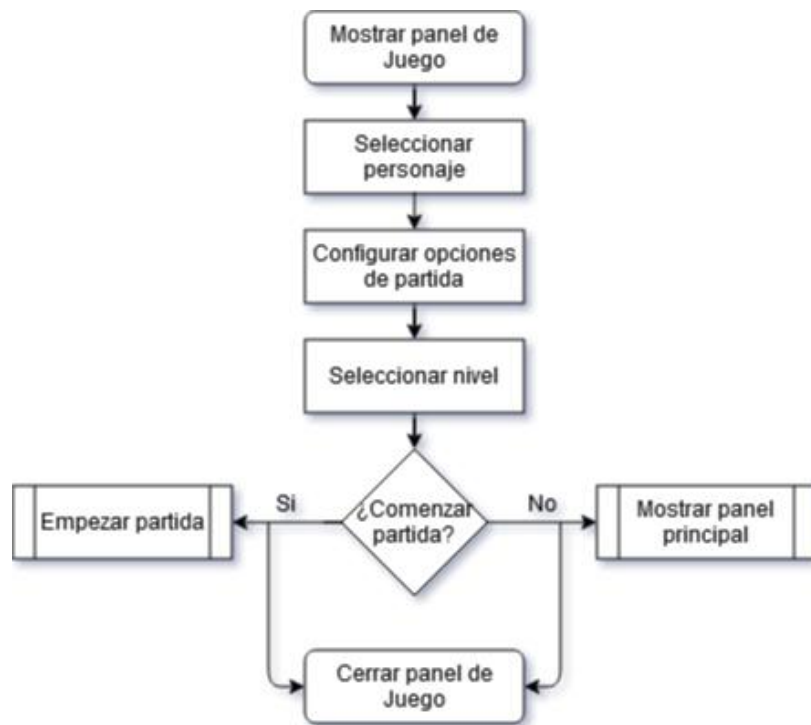 Mostrar panel de
Juego
Seleccionar
personaje
Configurar opciones
de partida
Seleccionar nivel
¿Comenzar
partida?
Si
No
Empezar partida
Mostrar panel
principal
Cerrar panel de
Juego